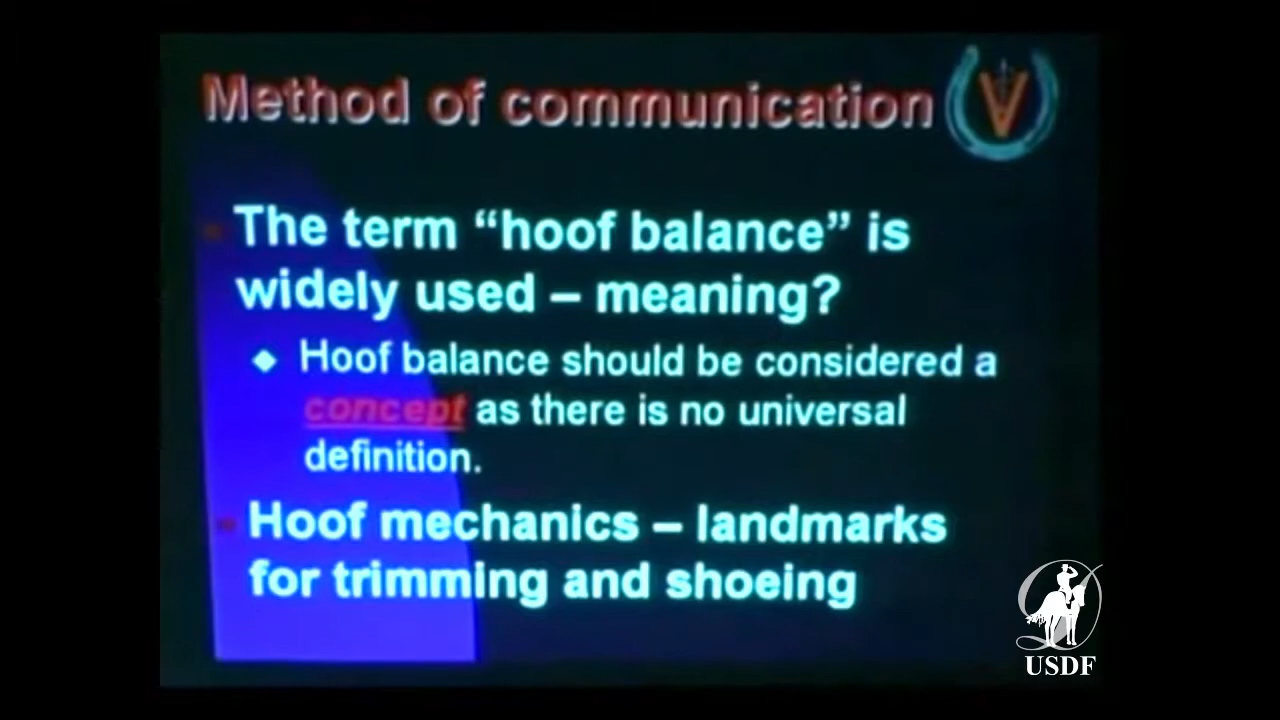 Method of communication
V
The term “hoof balance” is
widely used – meaning?
Hoof balance should be considered a
concept as there is no universal
definition.
Hoof mechanics – landmarks
for trimming and shoeing
USDF